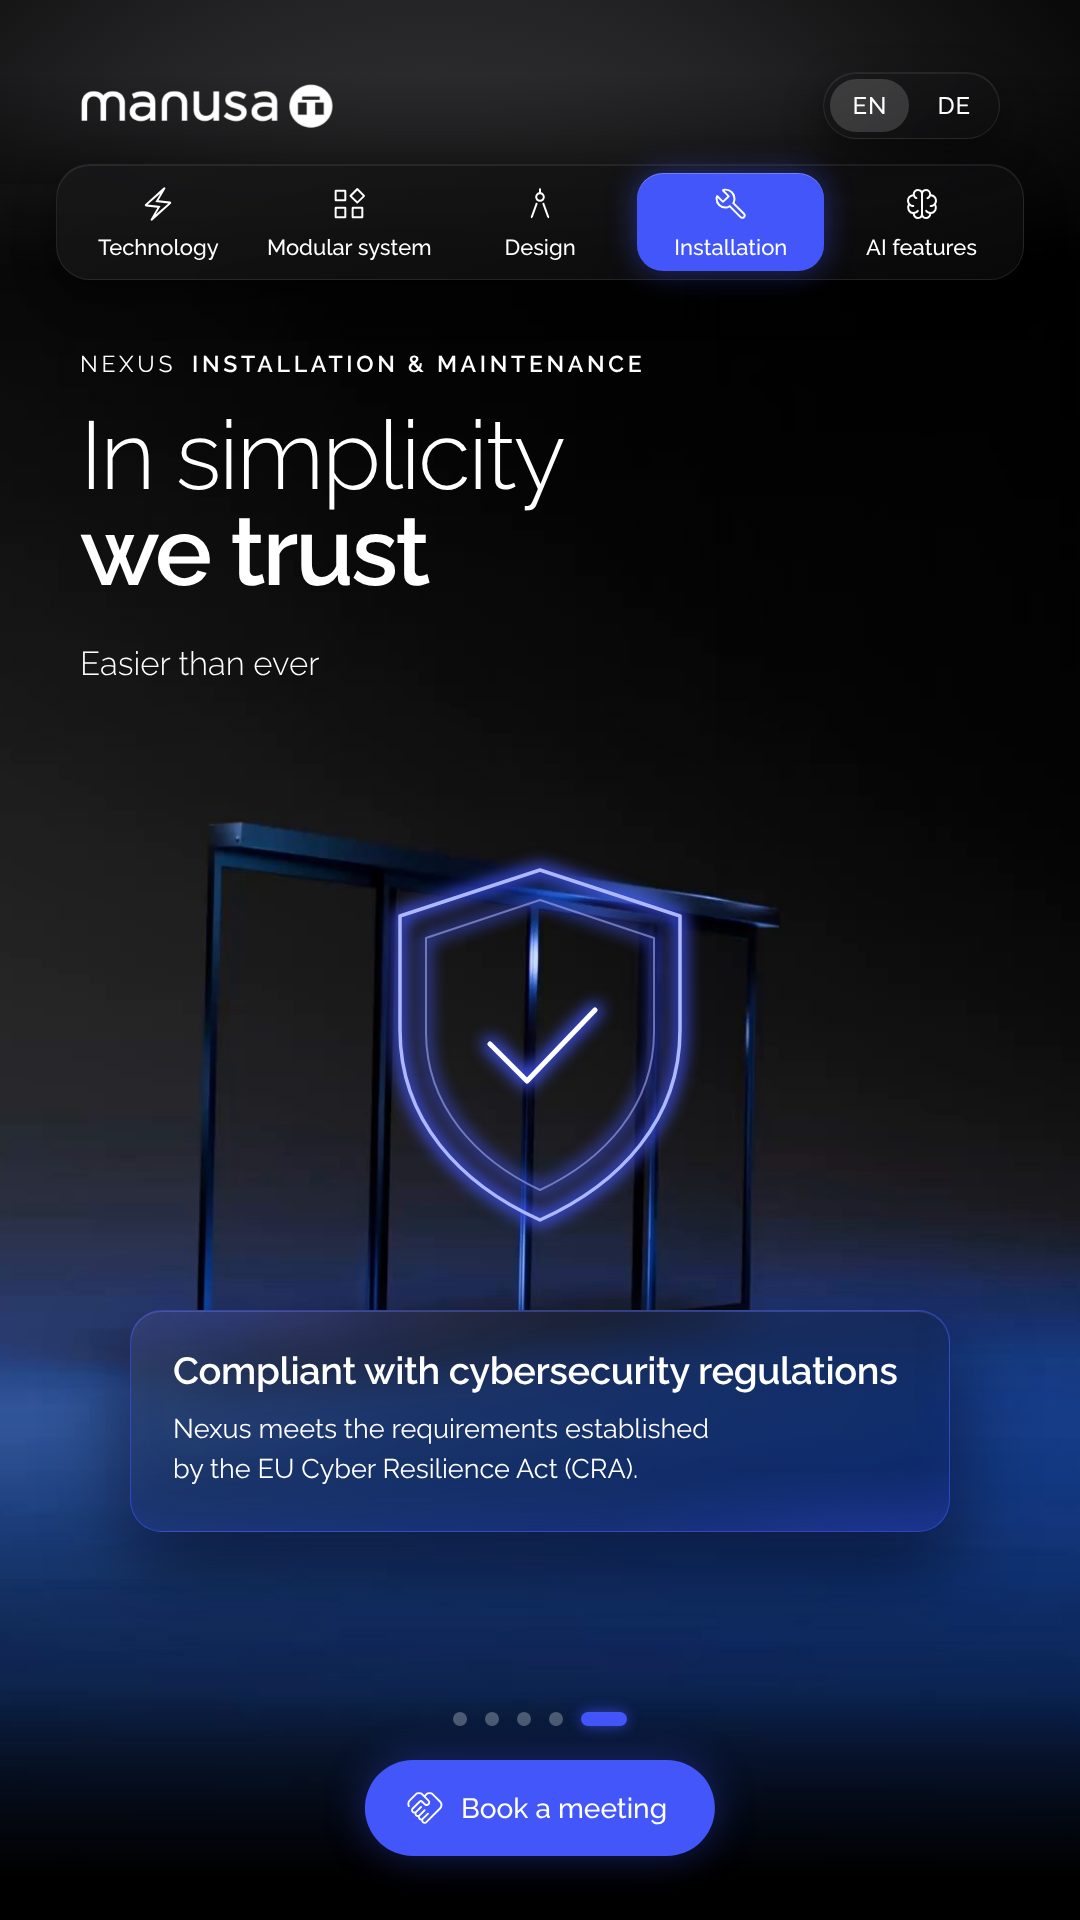 manusa
EN DE
Technology Modular system Design Installation AI features
NEXUS INSTALLATION & MAINTENANCE
In simplicity
we trust
Easier than ever
Compliant with cybersecurity regulations
Nexus meets the requirements established
by the EU Cyber Resilience Act (CRA).
Book a meeting